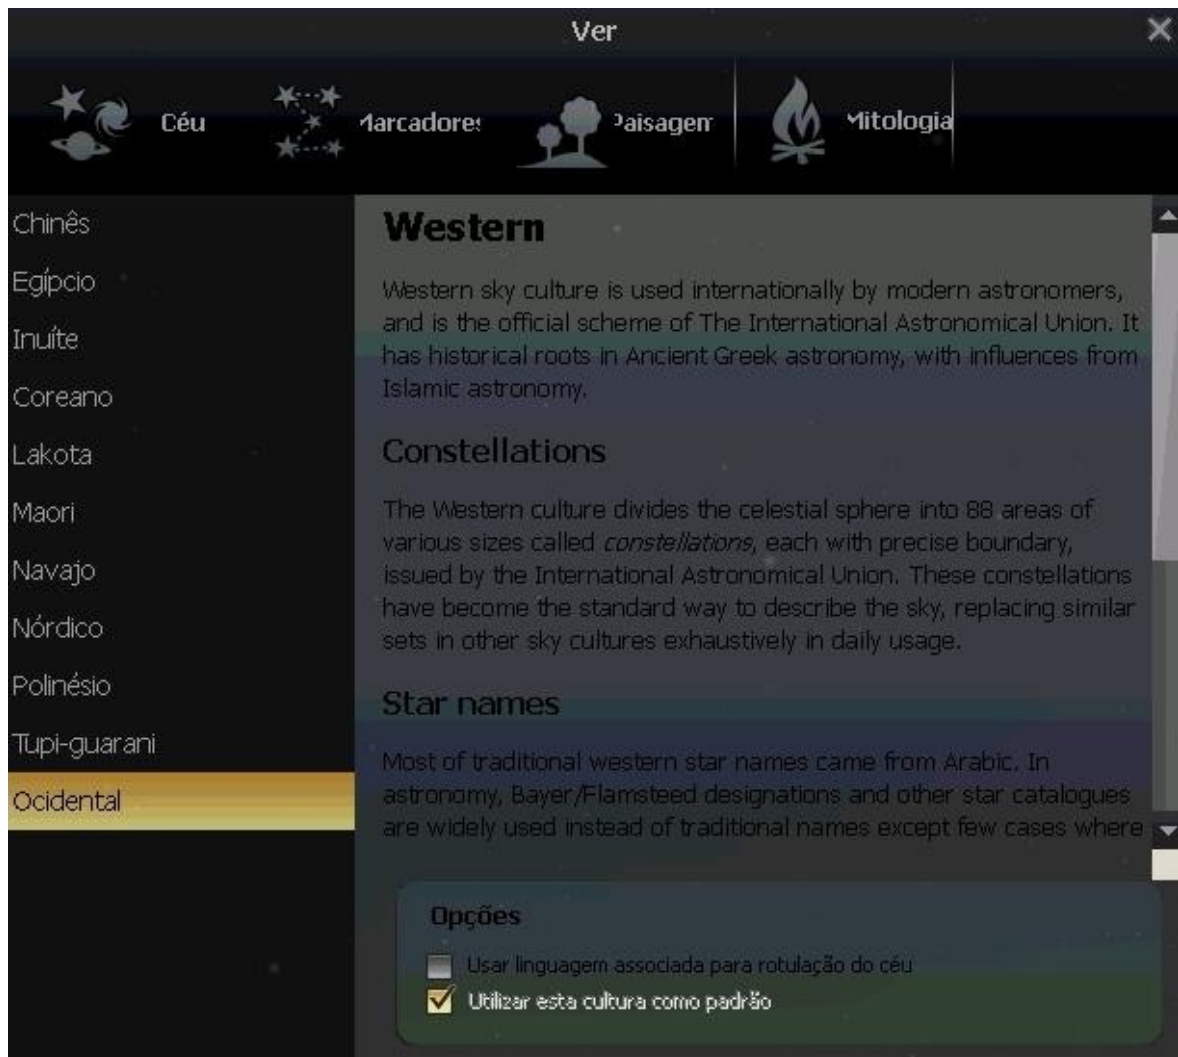 Ver
Céu
Marcadores
Paisagem
Mitologia
Chinês
Egípcio
Inuíte
Coreano
Lakota
Maori
Navajo
Nórdico
Polinésio
Tupi-guarani
Ocidental
Western
Western sky culture is used internationally by modern astronomers,
and is the official scheme of The International Astronomical Union. It
has historical roots in Ancient Greek astronomy, with influences from
Islamic astronomy.
Constellations
The Western culture divides the celestial sphere into 88 areas of
various sizes called constellations, each with precise boundary,
issued by the International Astronomical Union. These constellations
have become the standard way to describe the sky, replacing similar
sets in other sky cultures exhaustively in daily usage.
Star names
Most of traditional western star names came from Arabic. In
astronomy, Bayer/Flamsteed designations and other star catalogues
are widely used instead of traditional names except few cases where
Opções
Usar linguagem associada para rotulação do céu
Utilizar esta cultura como padrão